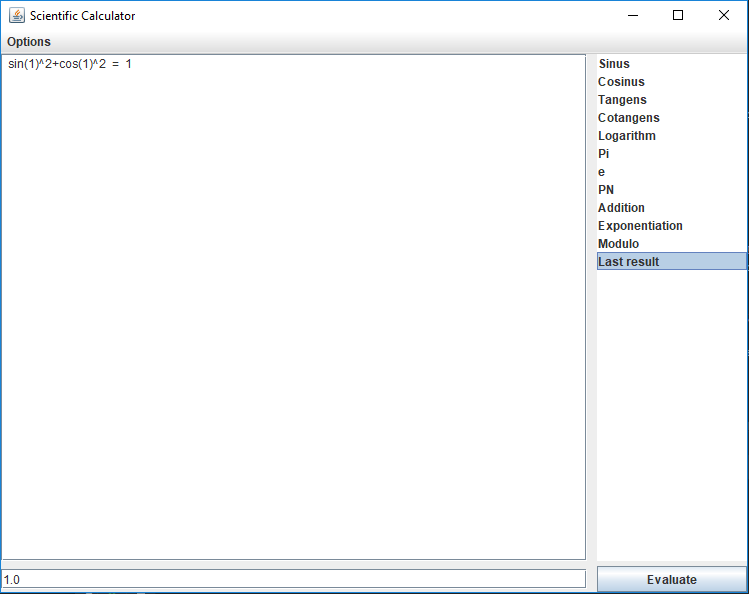 Scientific Calculator
Options
sin(1)^2+cos(1)^2 = 1
Sinus
Cosinus
Tangens
Cotangens
Logarithm
Pi
e
PN
Addition
Exponentiation
Modulo
Last result
1.0
Evaluate